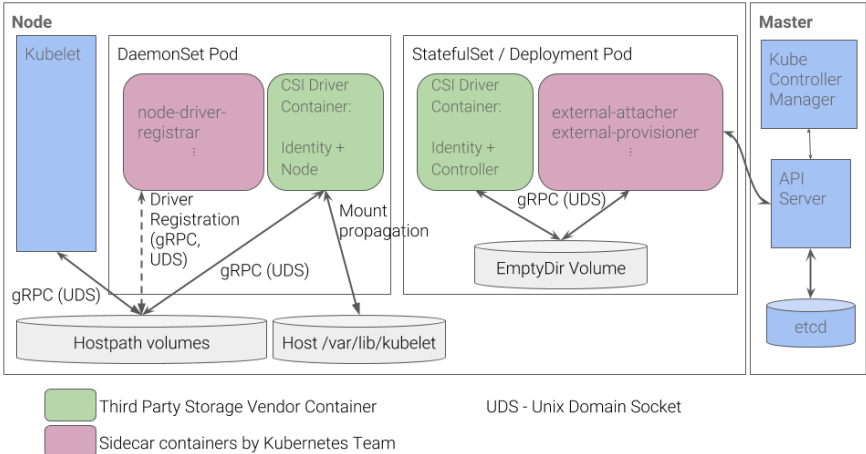 Node
Master
Kubelet
DaemonSet Pod
StatefulSet / Deployment Pod
Kube
Controller
Manager
node-driver-
registrar
⋮
CSI Driver
Container:
Identity +
Node
CSI Driver
Container:
Identity +
Controller
external-attacher
external-provisioner
⋮
API
Server
Driver
Registration
(gRPC,
UDS)
Mount
propagation
gRPC (UDS)
gRPC (UDS)
gRPC (UDS)
EmptyDir Volume
Hostpath volumes
Host /var/lib/kubelet
etcd
Third Party Storage Vendor Container
UDS - Unix Domain Socket
Sidecar containers by Kubernetes Team